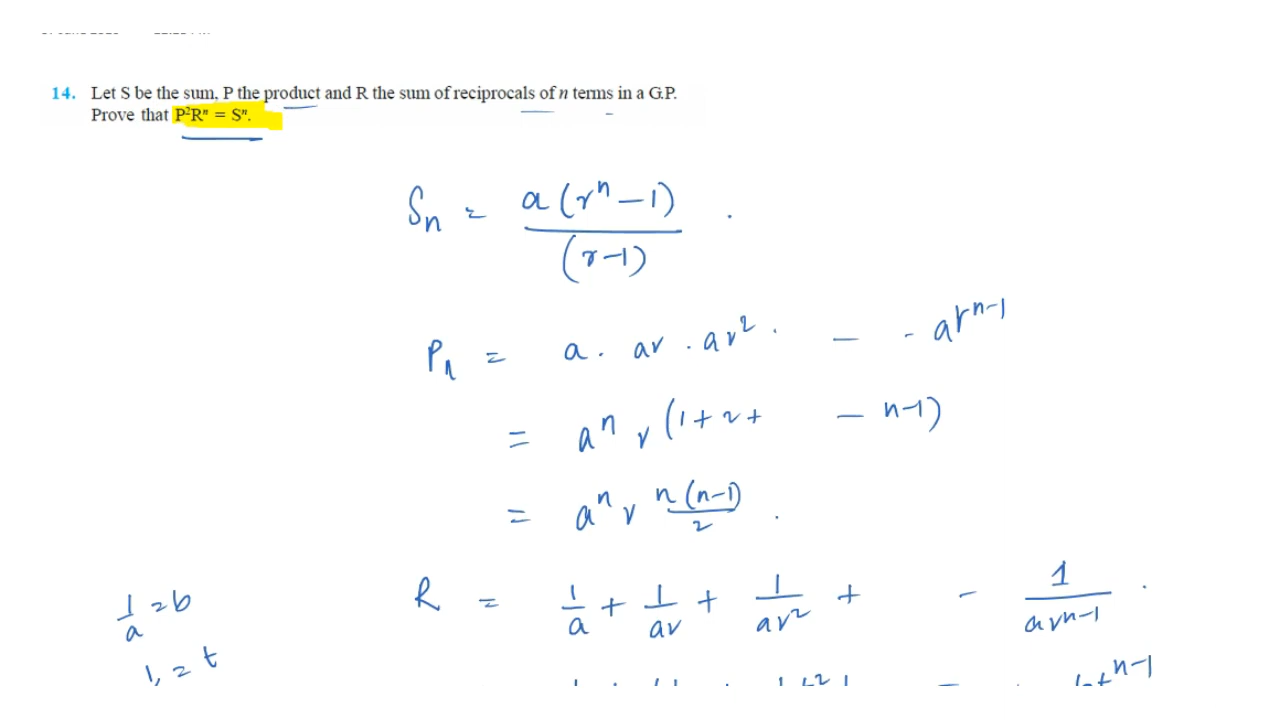 14. Let S be the sum, P the product and R the sum of reciprocals of n terms in a G.P.
Prove that P²Rⁿ = Sⁿ.
Sn = a(rⁿ-1)
(r-1)
Pn = a . ar . ar² . — - arⁿ⁻¹
= aⁿ r (1+2+ — n-1)
= aⁿ r n(n-1)
2
R = 1/a + 1/ar + 1/ar² + - 1/arⁿ⁻¹ .
1/a = b
= t